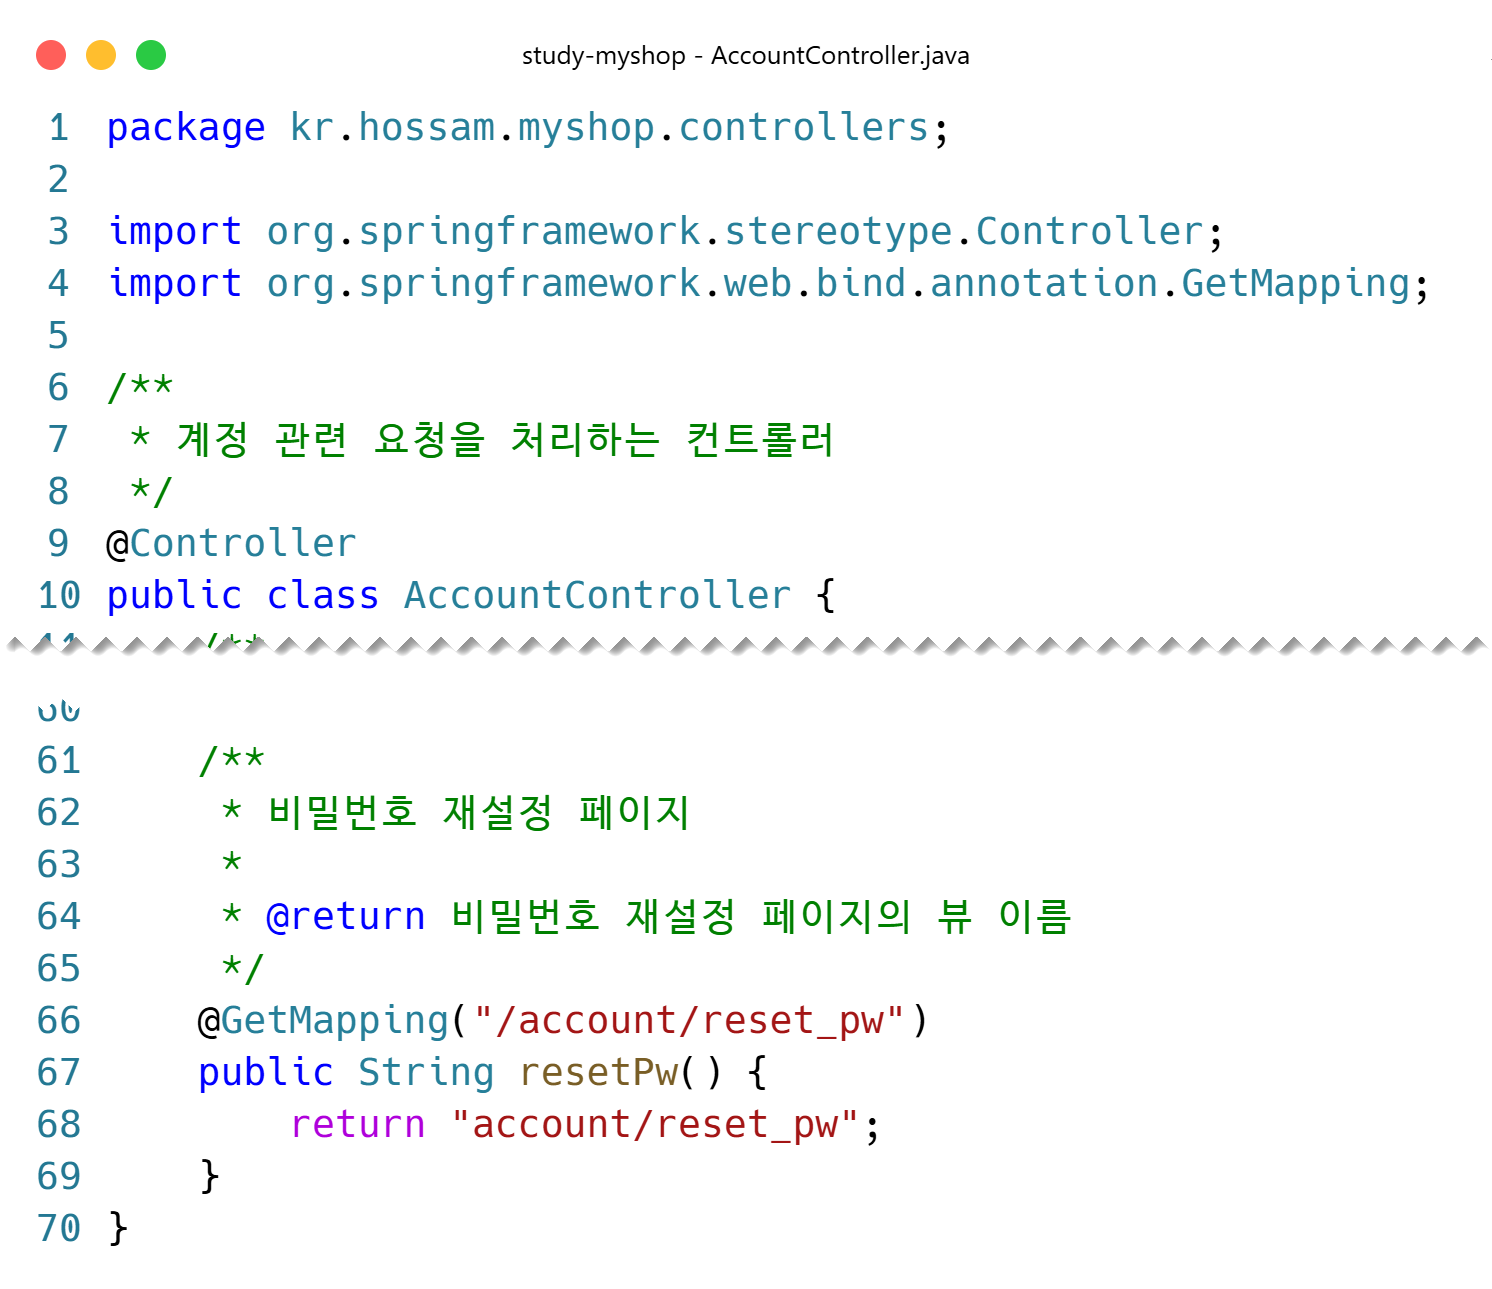 study-myshop - AccountController.java
1 package kr.hossam.myshop.controllers;
2
3 import org.springframework.stereotype.Controller;
4 import org.springframework.web.bind.annotation.GetMapping;
5
6 /**
7  * 계정 관련 요청을 처리하는 컨트롤러
8  */
9 @Controller
10 public class AccountController {
11     /**
60
61     /**
62      * 비밀번호 재설정 페이지
63      *
64      * @return 비밀번호 재설정 페이지의 뷰 이름
65      */
66     @GetMapping("/account/reset_pw")
67     public String resetPw() {
68         return "account/reset_pw";
69     }
70 }